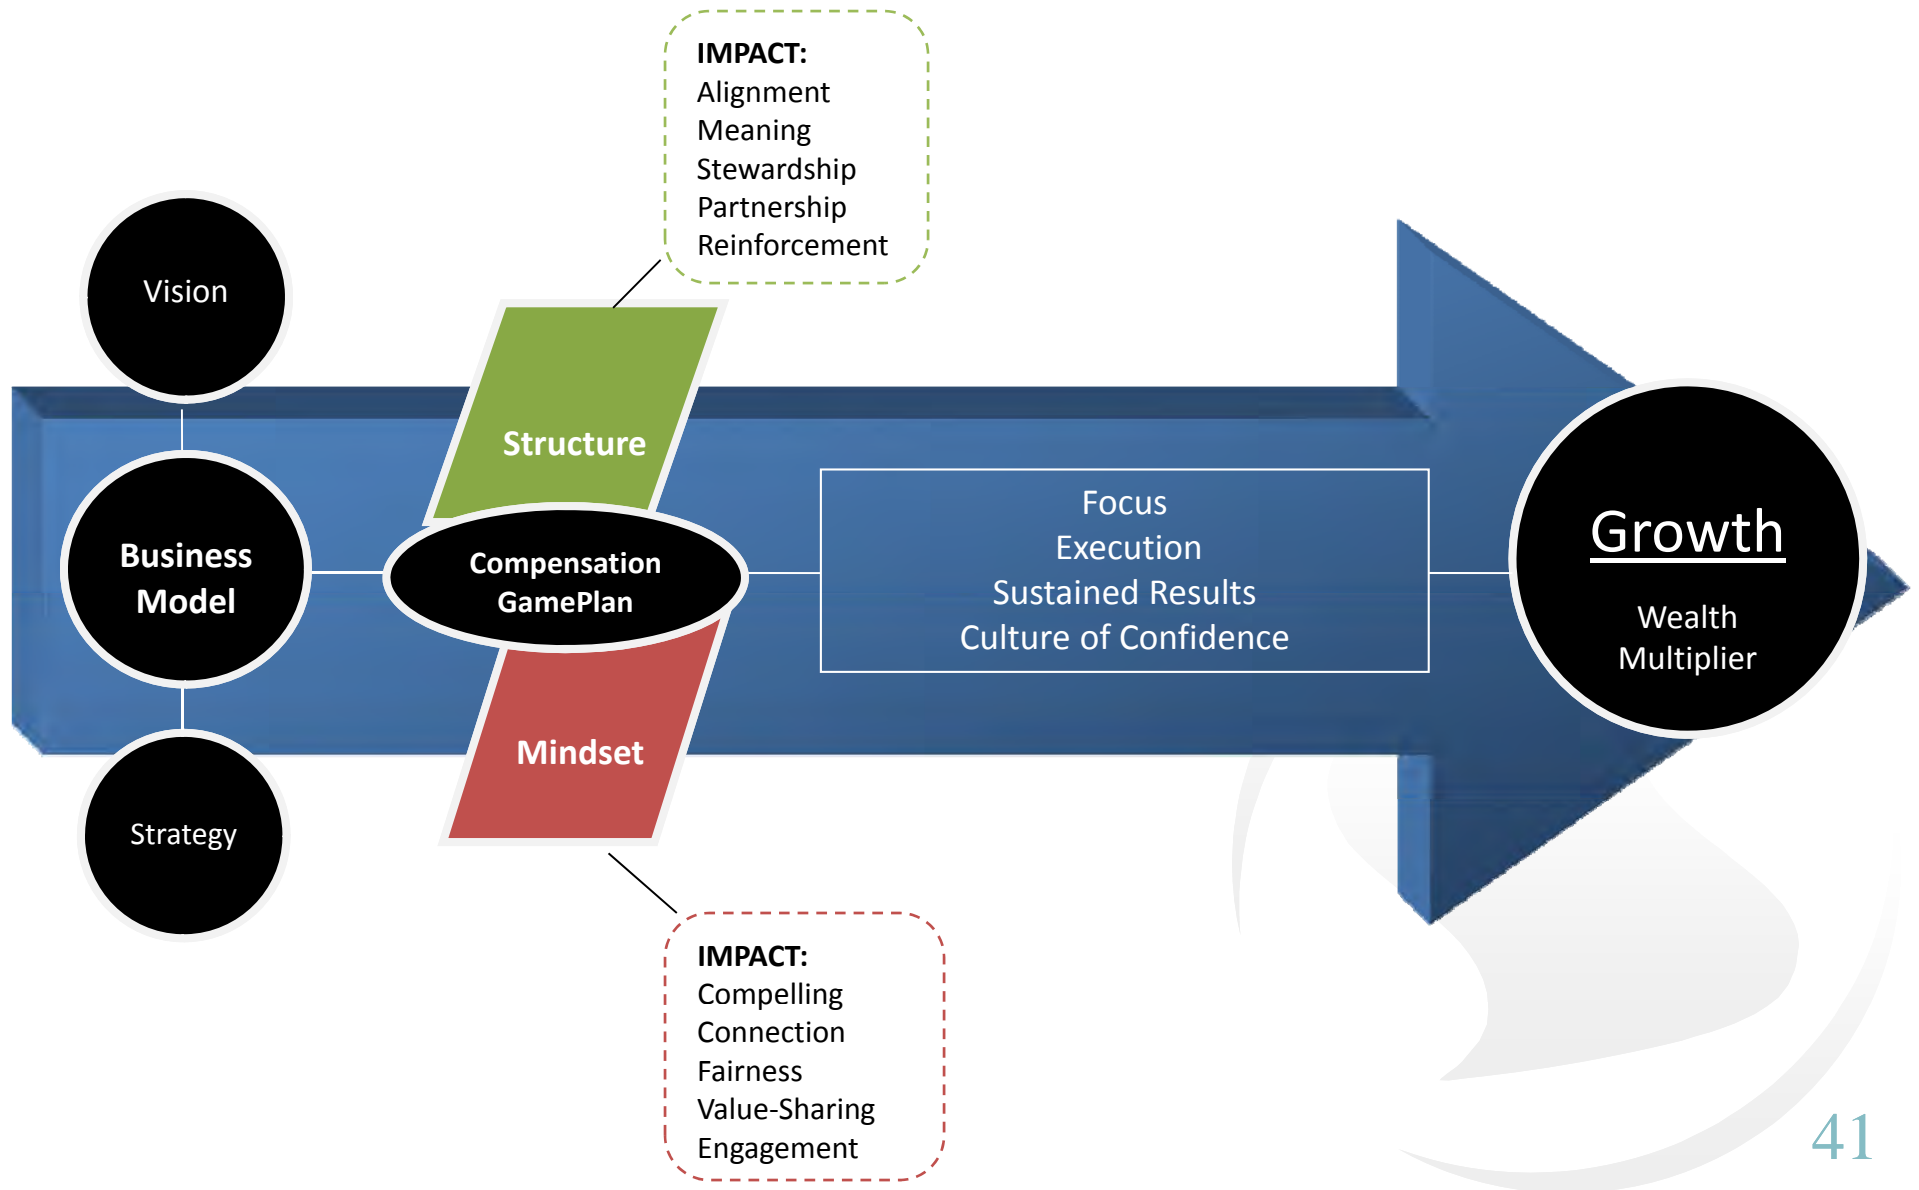 IMPACT:
Alignment
Meaning
Stewardship
Partnership
Reinforcement
Vision
Structure
Business
Model
Compensation
GamePlan
Focus
Execution
Sustained Results
Culture of Confidence
Growth
Wealth
Multiplier
Mindset
Strategy
IMPACT:
Compelling
Connection
Fairness
Value-Sharing
Engagement
41